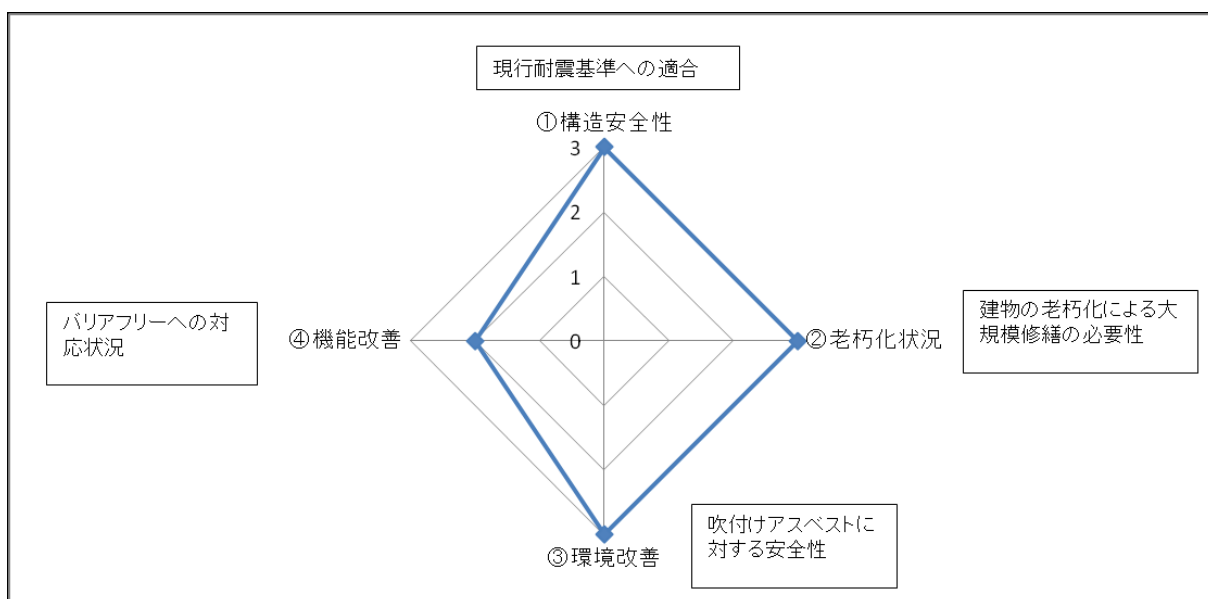 現行耐震基準への適合
①構造安全性
3
2
1
0
バリアフリーへの対
応状況
④機能改善
②老朽化状況
建物の老朽化による大
規模修繕の必要性
吹付けアスベストに
対する安全性
③環境改善